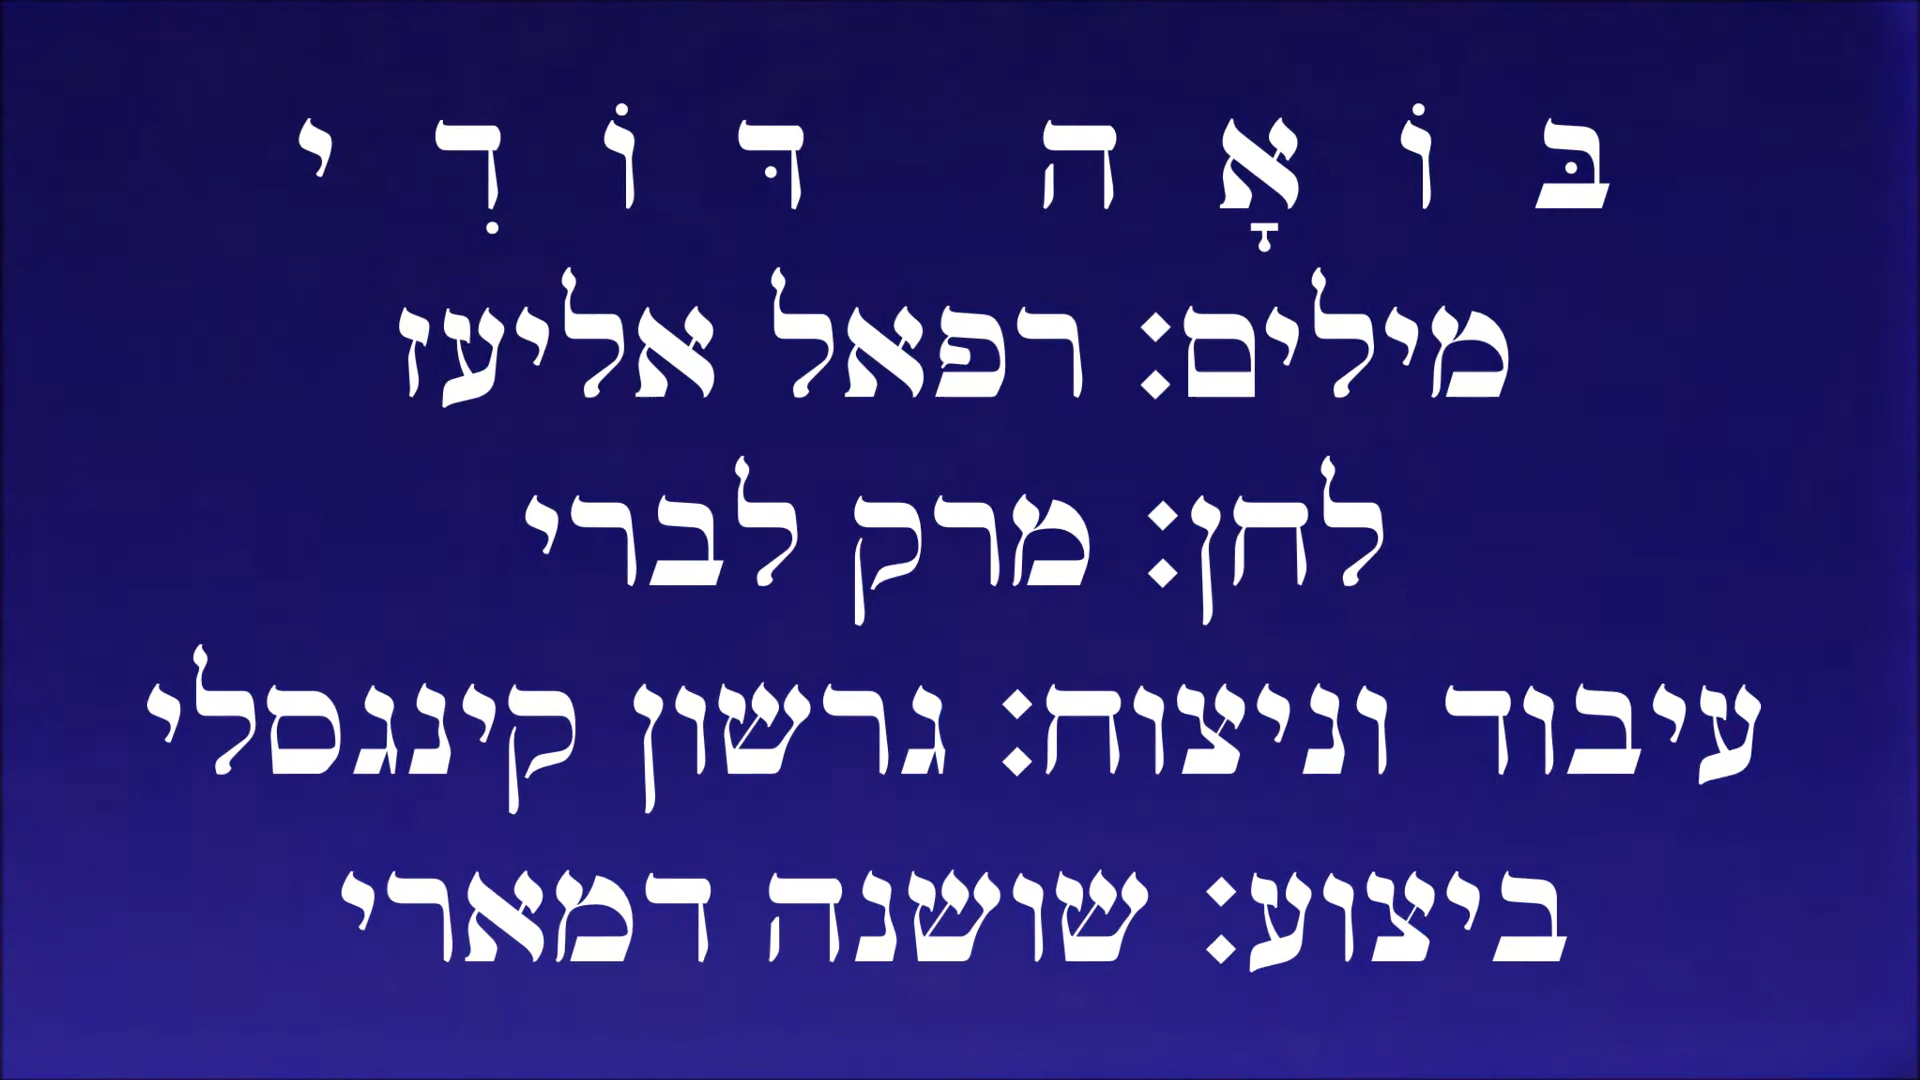 בּוֹאָה דּוֹדִי
מילים: רפאל אליעז
לחן: מרק לברי
עיבוד וניצוח: גרשון קינגסלי
ביצוע: שושנה דמארי